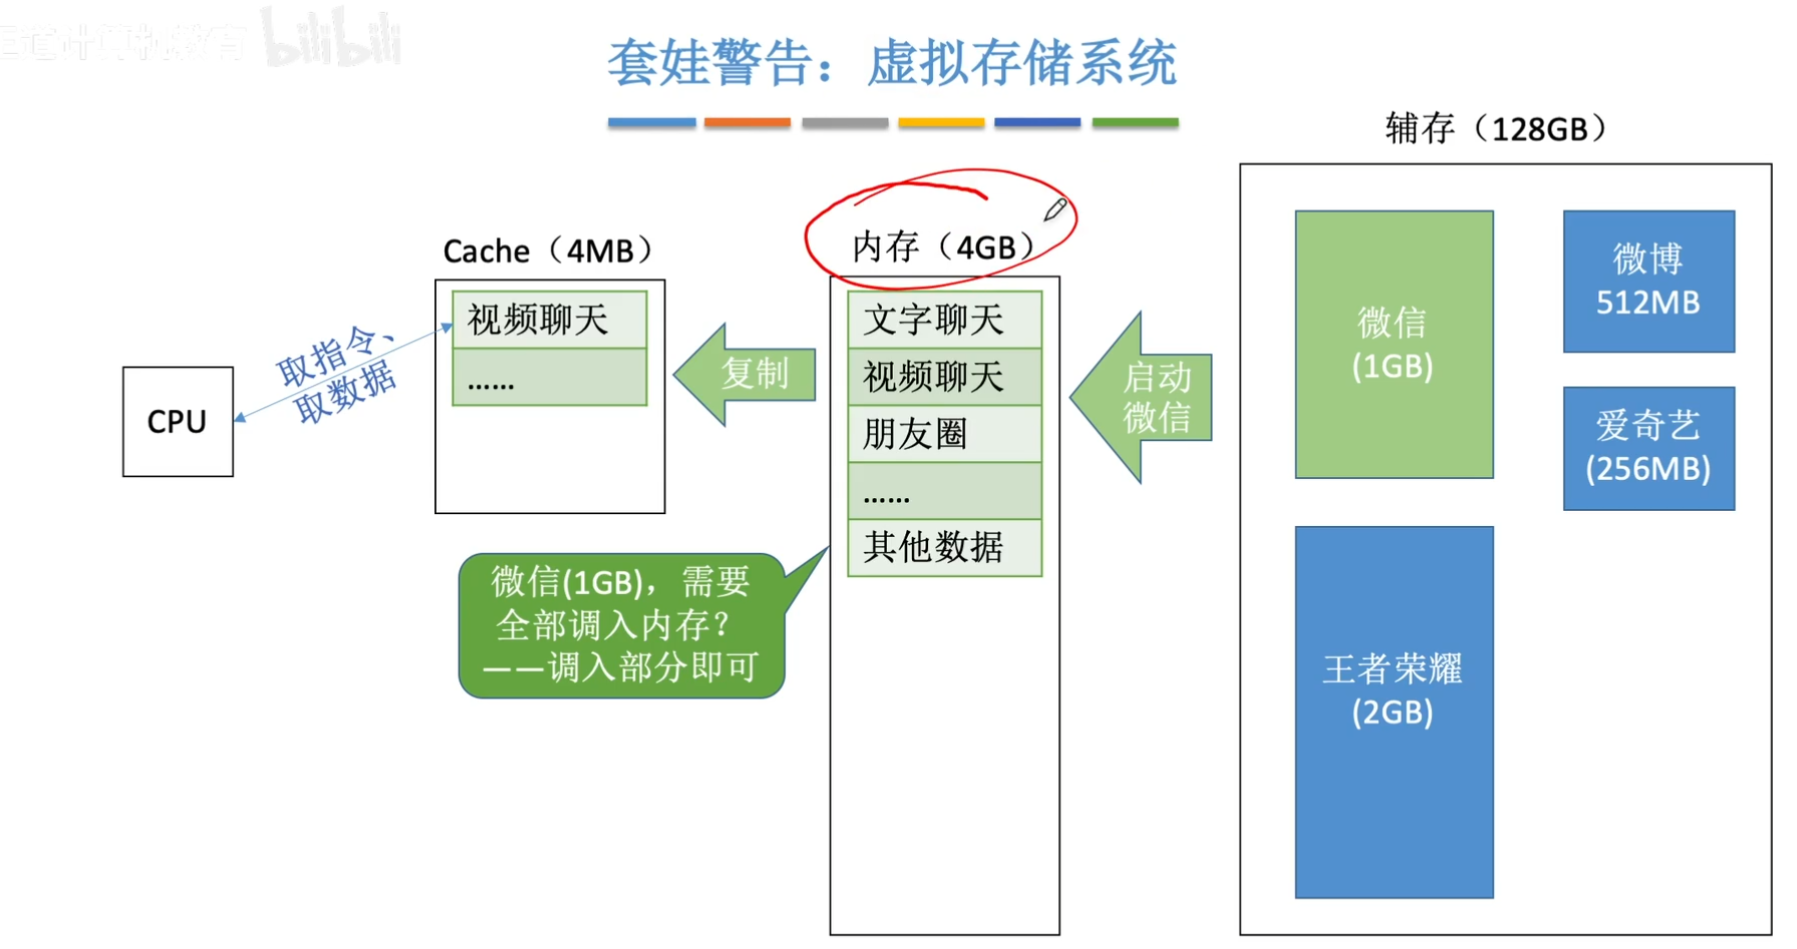 王道计算机教育 bilibili
套娃警告：虚拟存储系统
辅存（128GB）
Cache（4MB）
内存（4GB）
CPU
取指令、
取数据
视频聊天
......
复制
文字聊天
视频聊天
朋友圈
......
其他数据
启动
微信
微信(1GB)，需要
全部调入内存？
——调入部分即可
微信
(1GB)
微博
512MB
爱奇艺
(256MB)
王者荣耀
(2GB)